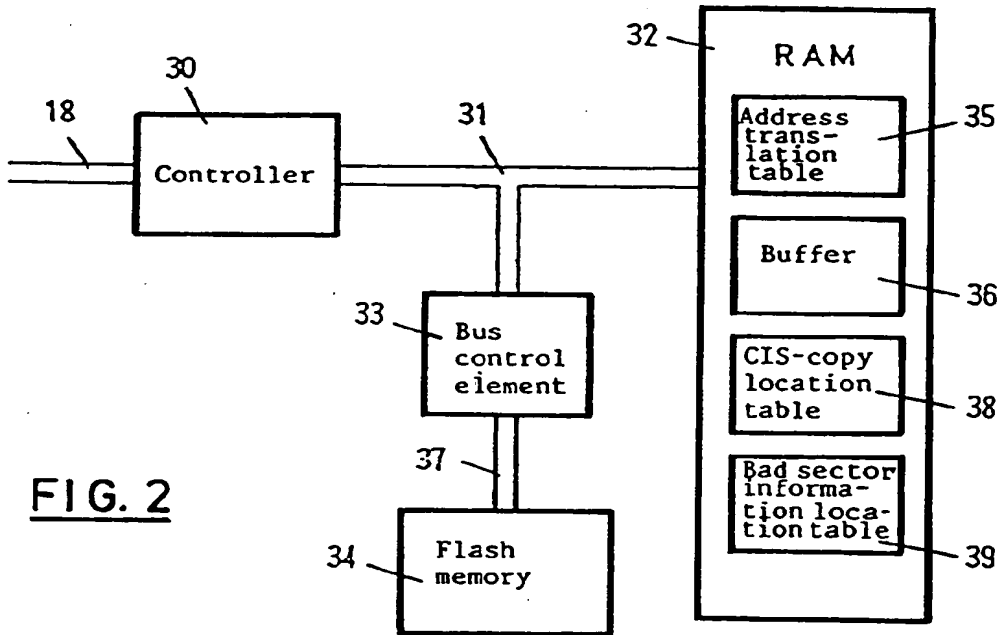 32
RAM
30
18
31
35
Address
trans-
lation
table
Controller
Buffer
36
33
Bus
control
element
CIS-copy
location
table
38
37
Bad sector
informa-
tion loca-
tion table
39
FIG. 2
34
Flash
memory